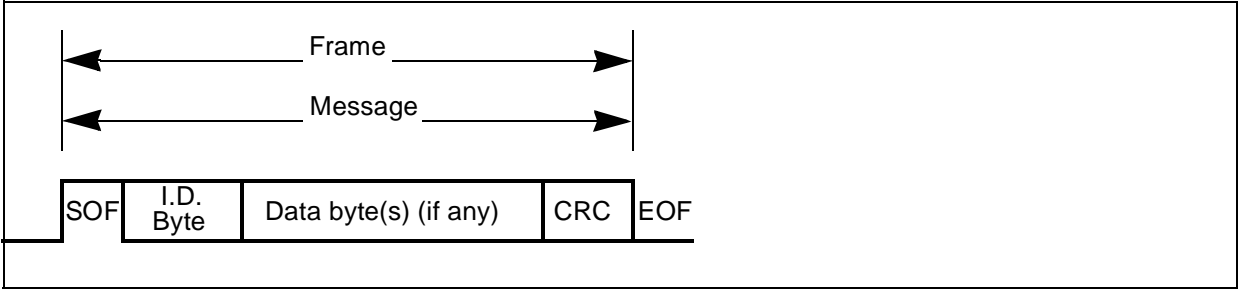 Frame
Message
SOF I.D. Byte Data byte(s) (if any) CRC EOF